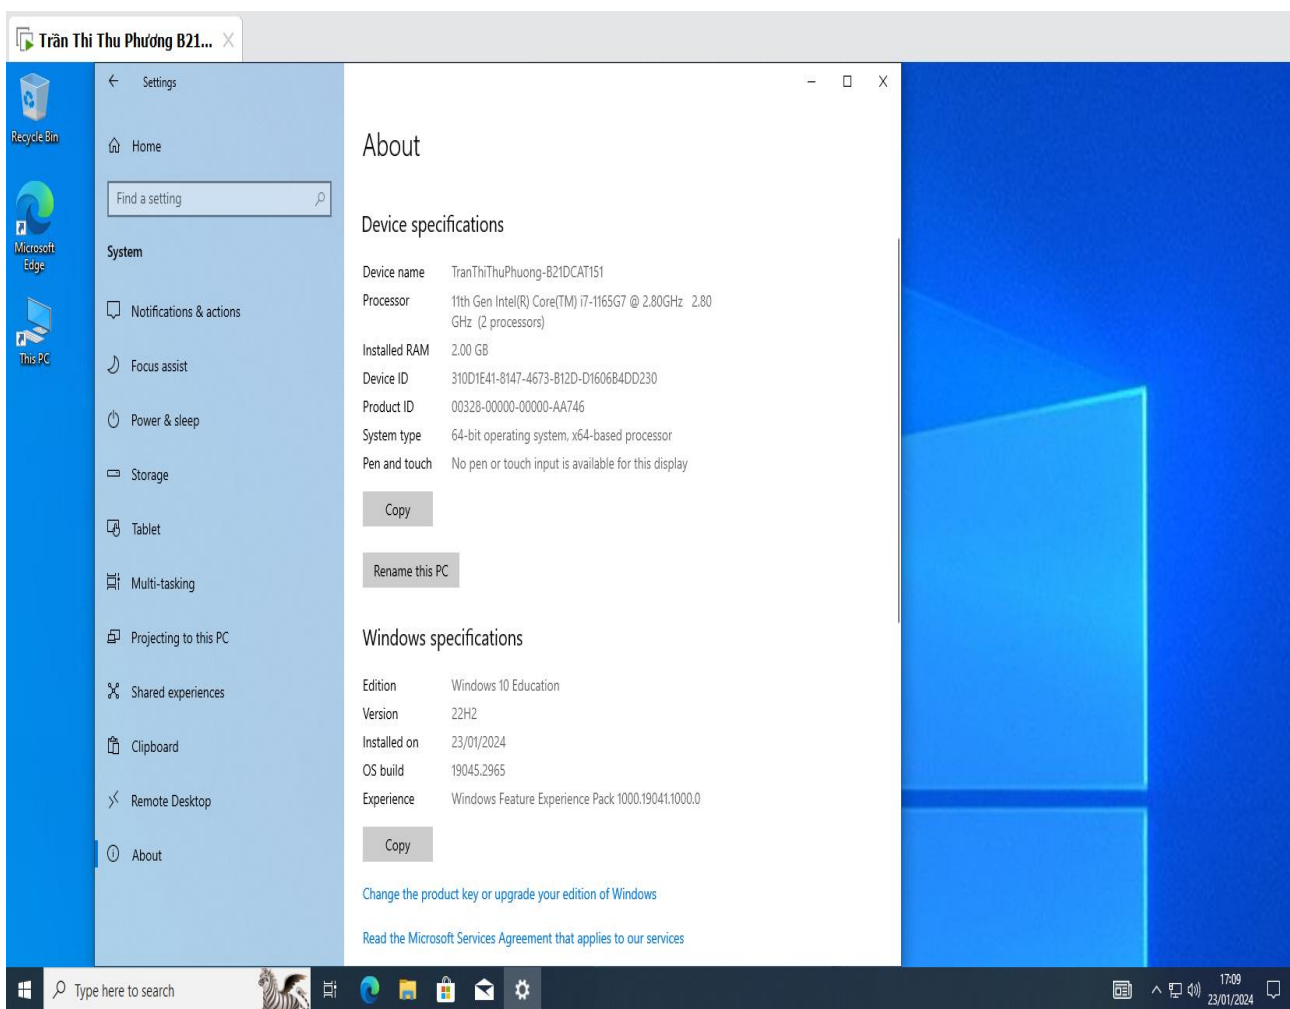 Trần Thi Thu Phương B21...
Recycle Bin
Microsoft
Edge
This PC
Settings
Home
Find a setting
System
Notifications & actions
Focus assist
Power & sleep
Storage
Tablet
Multi-tasking
Projecting to this PC
Shared experiences
Clipboard
Remote Desktop
About
About
Device specifications
Device name TranThiThuPhuong-B21DCAT151
Processor 11th Gen Intel(R) Core(TM) i7-1165G7 @ 2.80GHz 2.80
GHz (2 processors)
Installed RAM 2.00 GB
Device ID 310D1E41-8147-4673-B12D-D1606B4DD230
Product ID 00328-00000-00000-AA746
System type 64-bit operating system, x64-based processor
Pen and touch No pen or touch input is available for this display
Copy
Rename this PC
Windows specifications
Edition Windows 10 Education
Version 22H2
Installed on 23/01/2024
OS build 19045.2965
Experience Windows Feature Experience Pack 1000.19041.1000.0
Copy
Change the product key or upgrade your edition of Windows
Read the Microsoft Services Agreement that applies to our services
Type here to search
17:09
23/01/2024